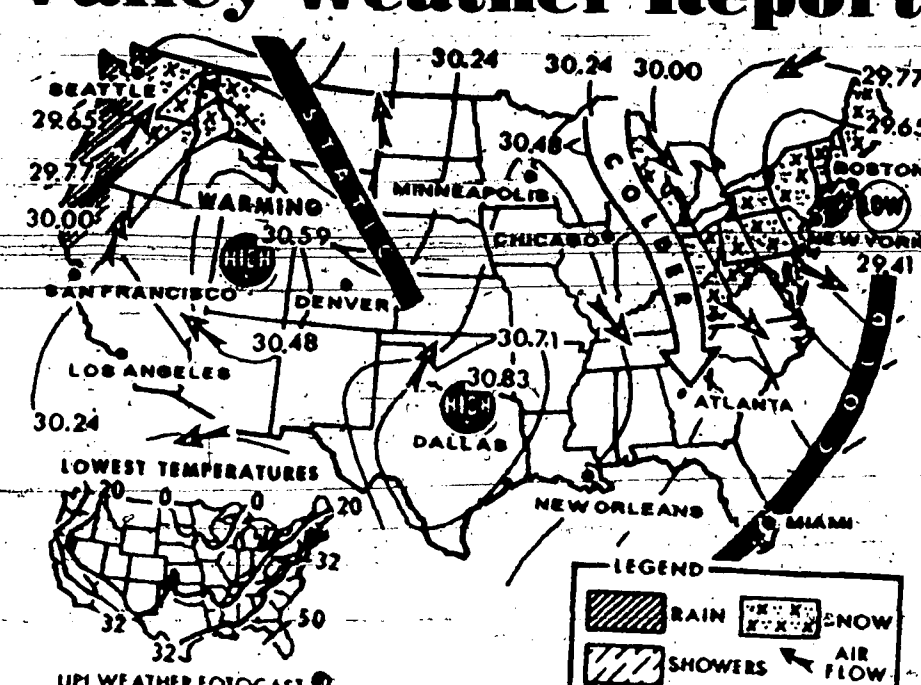 Valley Weather Report
30.24
30.24
30.00
29.77
SEATTLE
29.65
29.65
30.48
STATIC
COLDER
29.77
BOSTON
MINNEAPOLIS
WARMING
LOW
30.00
30.59
CHICAGO
NEW YORK
HIGH
29.41
SAN FRANCISCO
DENVER
COLD
30.48
30.71
LOS ANGELES
30.83
HIGH
ATLANTA
30.24
DALLAS
LOWEST TEMPERATURES
20
0
0
20
NEW ORLEANS
MIAMI
32
LEGEND
50
RAIN
SNOW
32
32
SHOWERS
AIR
FLOW
UPI WEATHER FOTOCAST